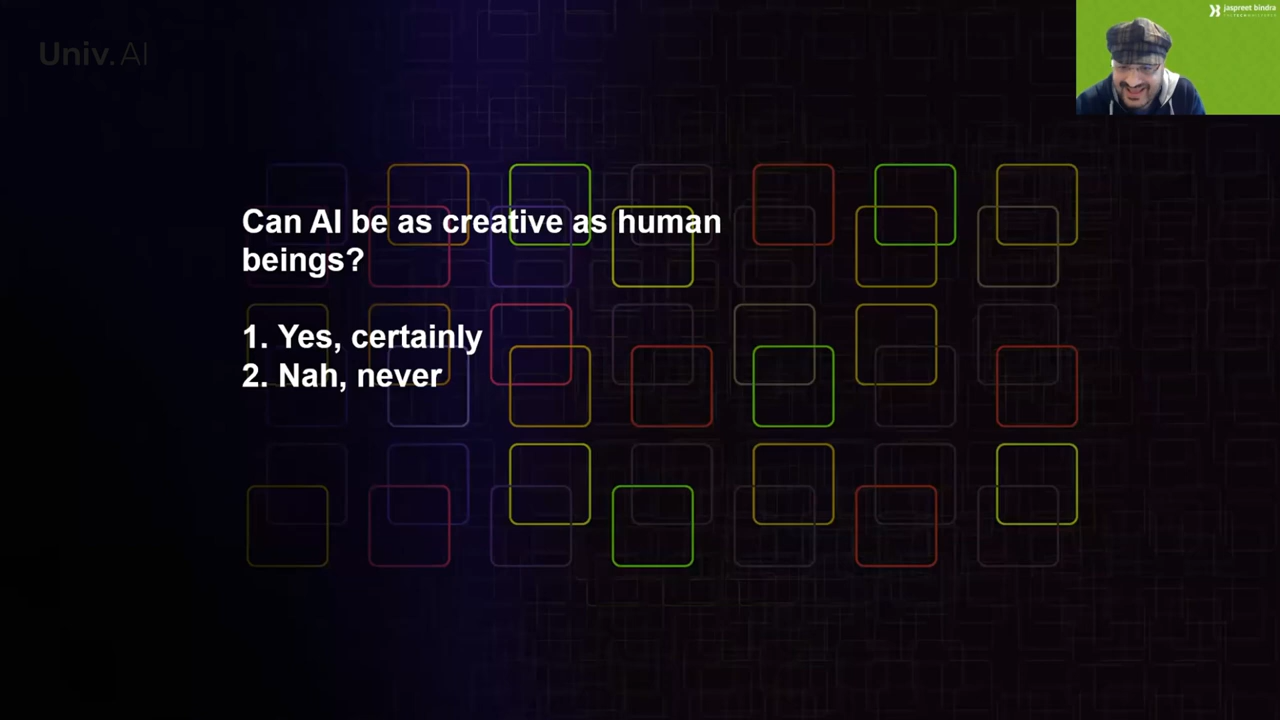 Univ.AI
jaspreet bindra
Can AI be as creative as human
beings?
1. Yes, certainly
2. Nah, never